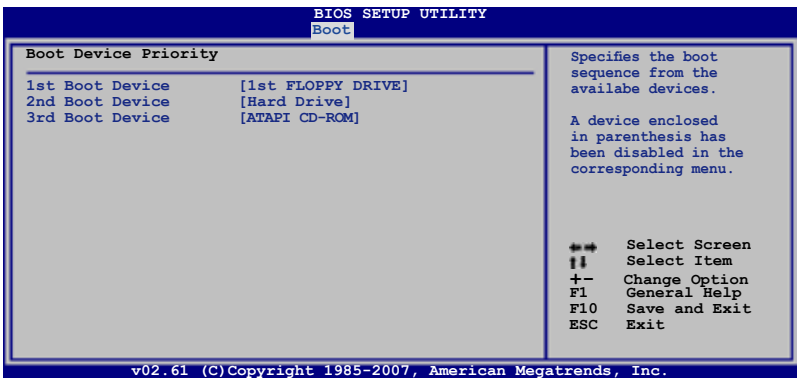 BIOS SETUP UTILITY
Boot
Boot Device Priority
1st Boot Device [1st FLOPPY DRIVE]
2nd Boot Device [Hard Drive]
3rd Boot Device [ATAPI CD-ROM]
Specifies the boot
sequence from the
availabe devices.
A device enclosed
in parenthesis has
been disabled in the
corresponding menu.
←→ Select Screen
↑↓ Select Item
+- Change Option
F1 General Help
F10 Save and Exit
ESC Exit
v02.61 (C)Copyright 1985-2007, American Megatrends, Inc.